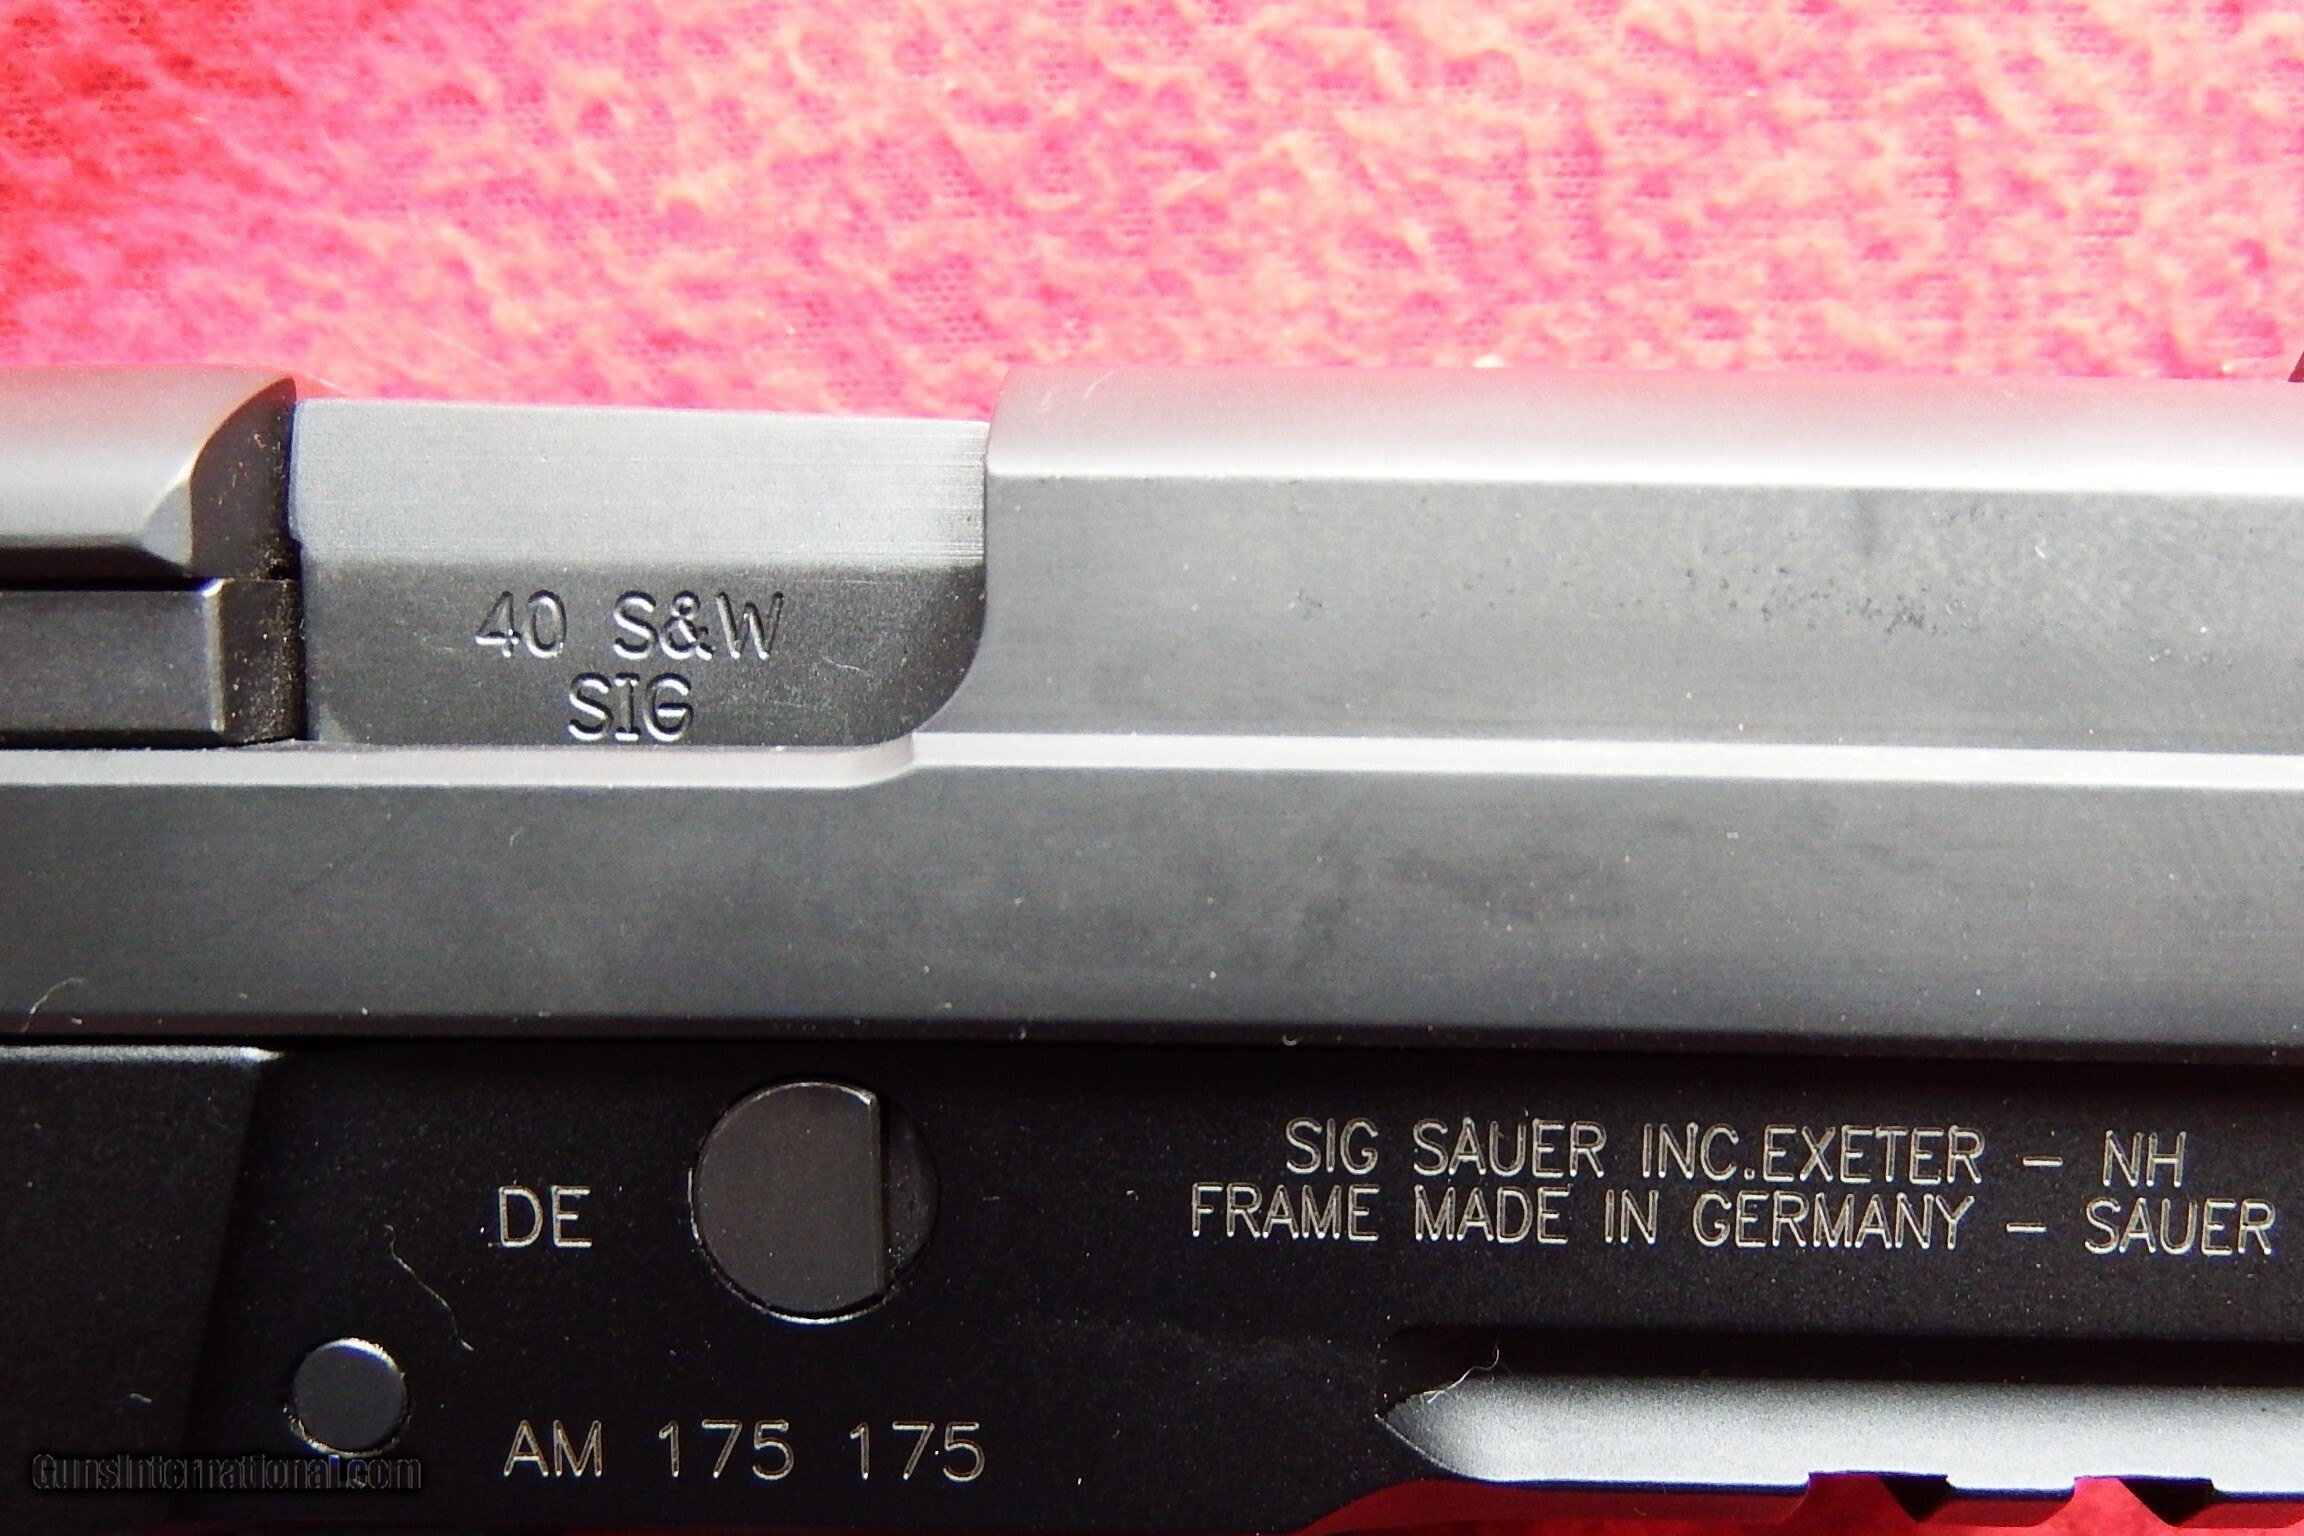 40 S&W
SIG
DE
SIG SAUER INC.EXETER - NH
FRAME MADE IN GERMANY - SAUER
AM 175 175
GunsInternational.com